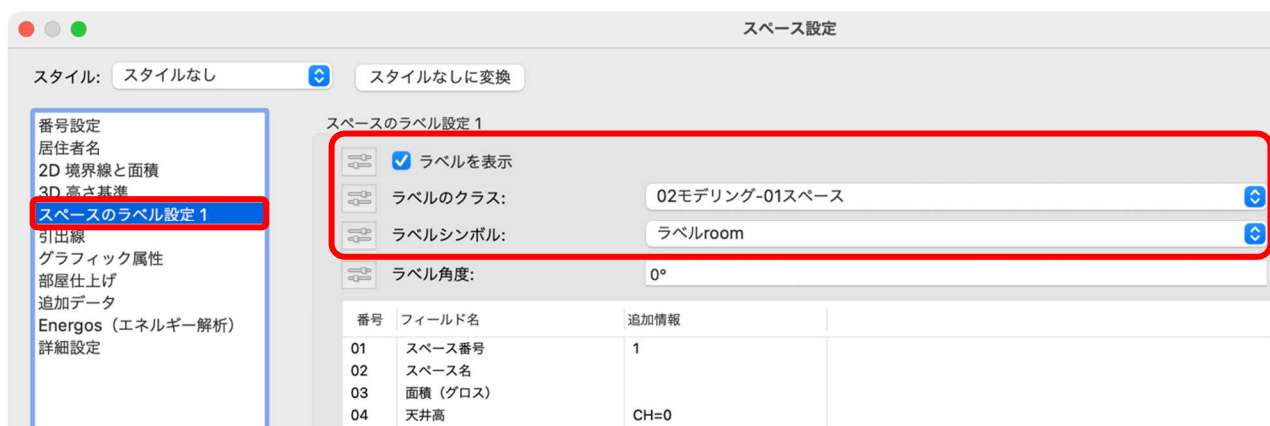 スペース設定
スタイル: スタイルなし スタイルなしに変換
番号設定
居住者名
2D 境界線と面積
3D 高さ基準
スペースのラベル設定 1
引出線
グラフィック属性
部屋仕上げ
追加データ
Energos（エネルギー解析）
詳細設定
スペースのラベル設定 1
ラベルを表示
ラベルのクラス: 02モデリング-01スペース
ラベルシンボル: ラベルroom
ラベル角度: 0°
番号 フィールド名 追加情報
01 スペース番号 1
02 スペース名
03 面積（グロス）
04 天井高 CH=0